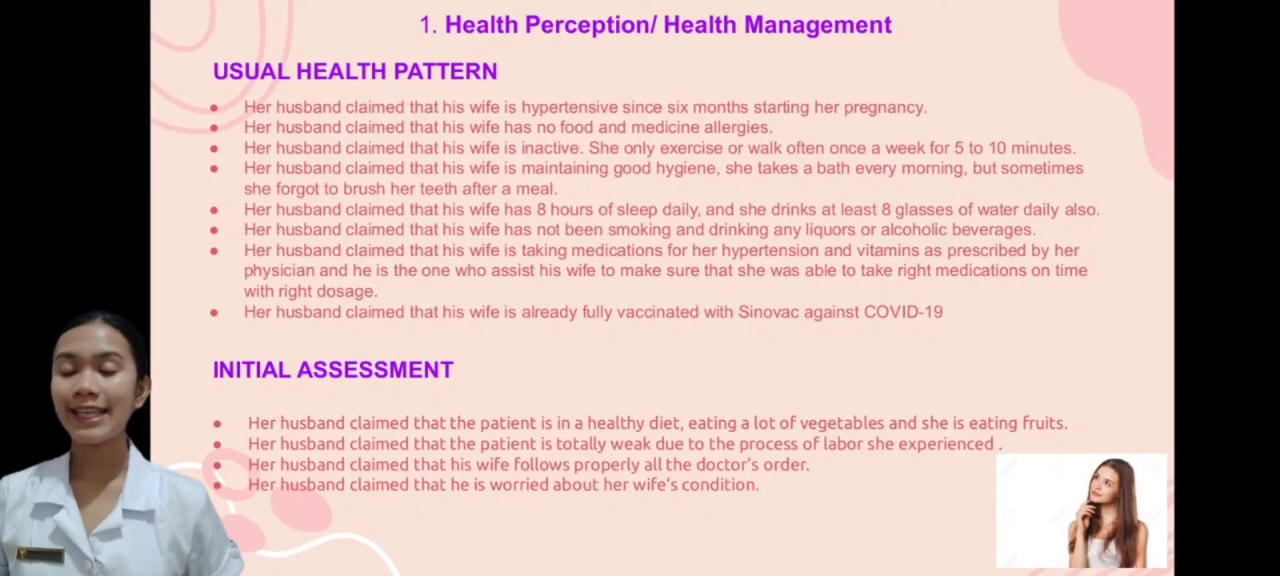 1. Health Perception/ Health Management
USUAL HEALTH PATTERN
● Her husband claimed that his wife is hypertensive since six months starting her pregnancy.
● Her husband claimed that his wife has no food and medicine allergies.
● Her husband claimed that his wife is inactive. She only exercise or walk often once a week for 5 to 10 minutes.
● Her husband claimed that his wife is maintaining good hygiene, she takes a bath every morning, but sometimes
she forgot to brush her teeth after a meal.
● Her husband claimed that his wife has 8 hours of sleep daily, and she drinks at least 8 glasses of water daily also.
● Her husband claimed that his wife has not been smoking and drinking any liquors or alcoholic beverages.
● Her husband claimed that his wife is taking medications for her hypertension and vitamins as prescribed by her
physician and he is the one who assist his wife to make sure that she was able to take right medications on time
with right dosage.
● Her husband claimed that his wife is already fully vaccinated with Sinovac against COVID-19
INITIAL ASSESSMENT
● Her husband claimed that the patient is in a healthy diet, eating a lot of vegetables and she is eating fruits.
● Her husband claimed that the patient is totally weak due to the process of labor she experienced .
● Her husband claimed that his wife follows properly all the doctor's order.
● Her husband claimed that he is worried about her wife's condition.